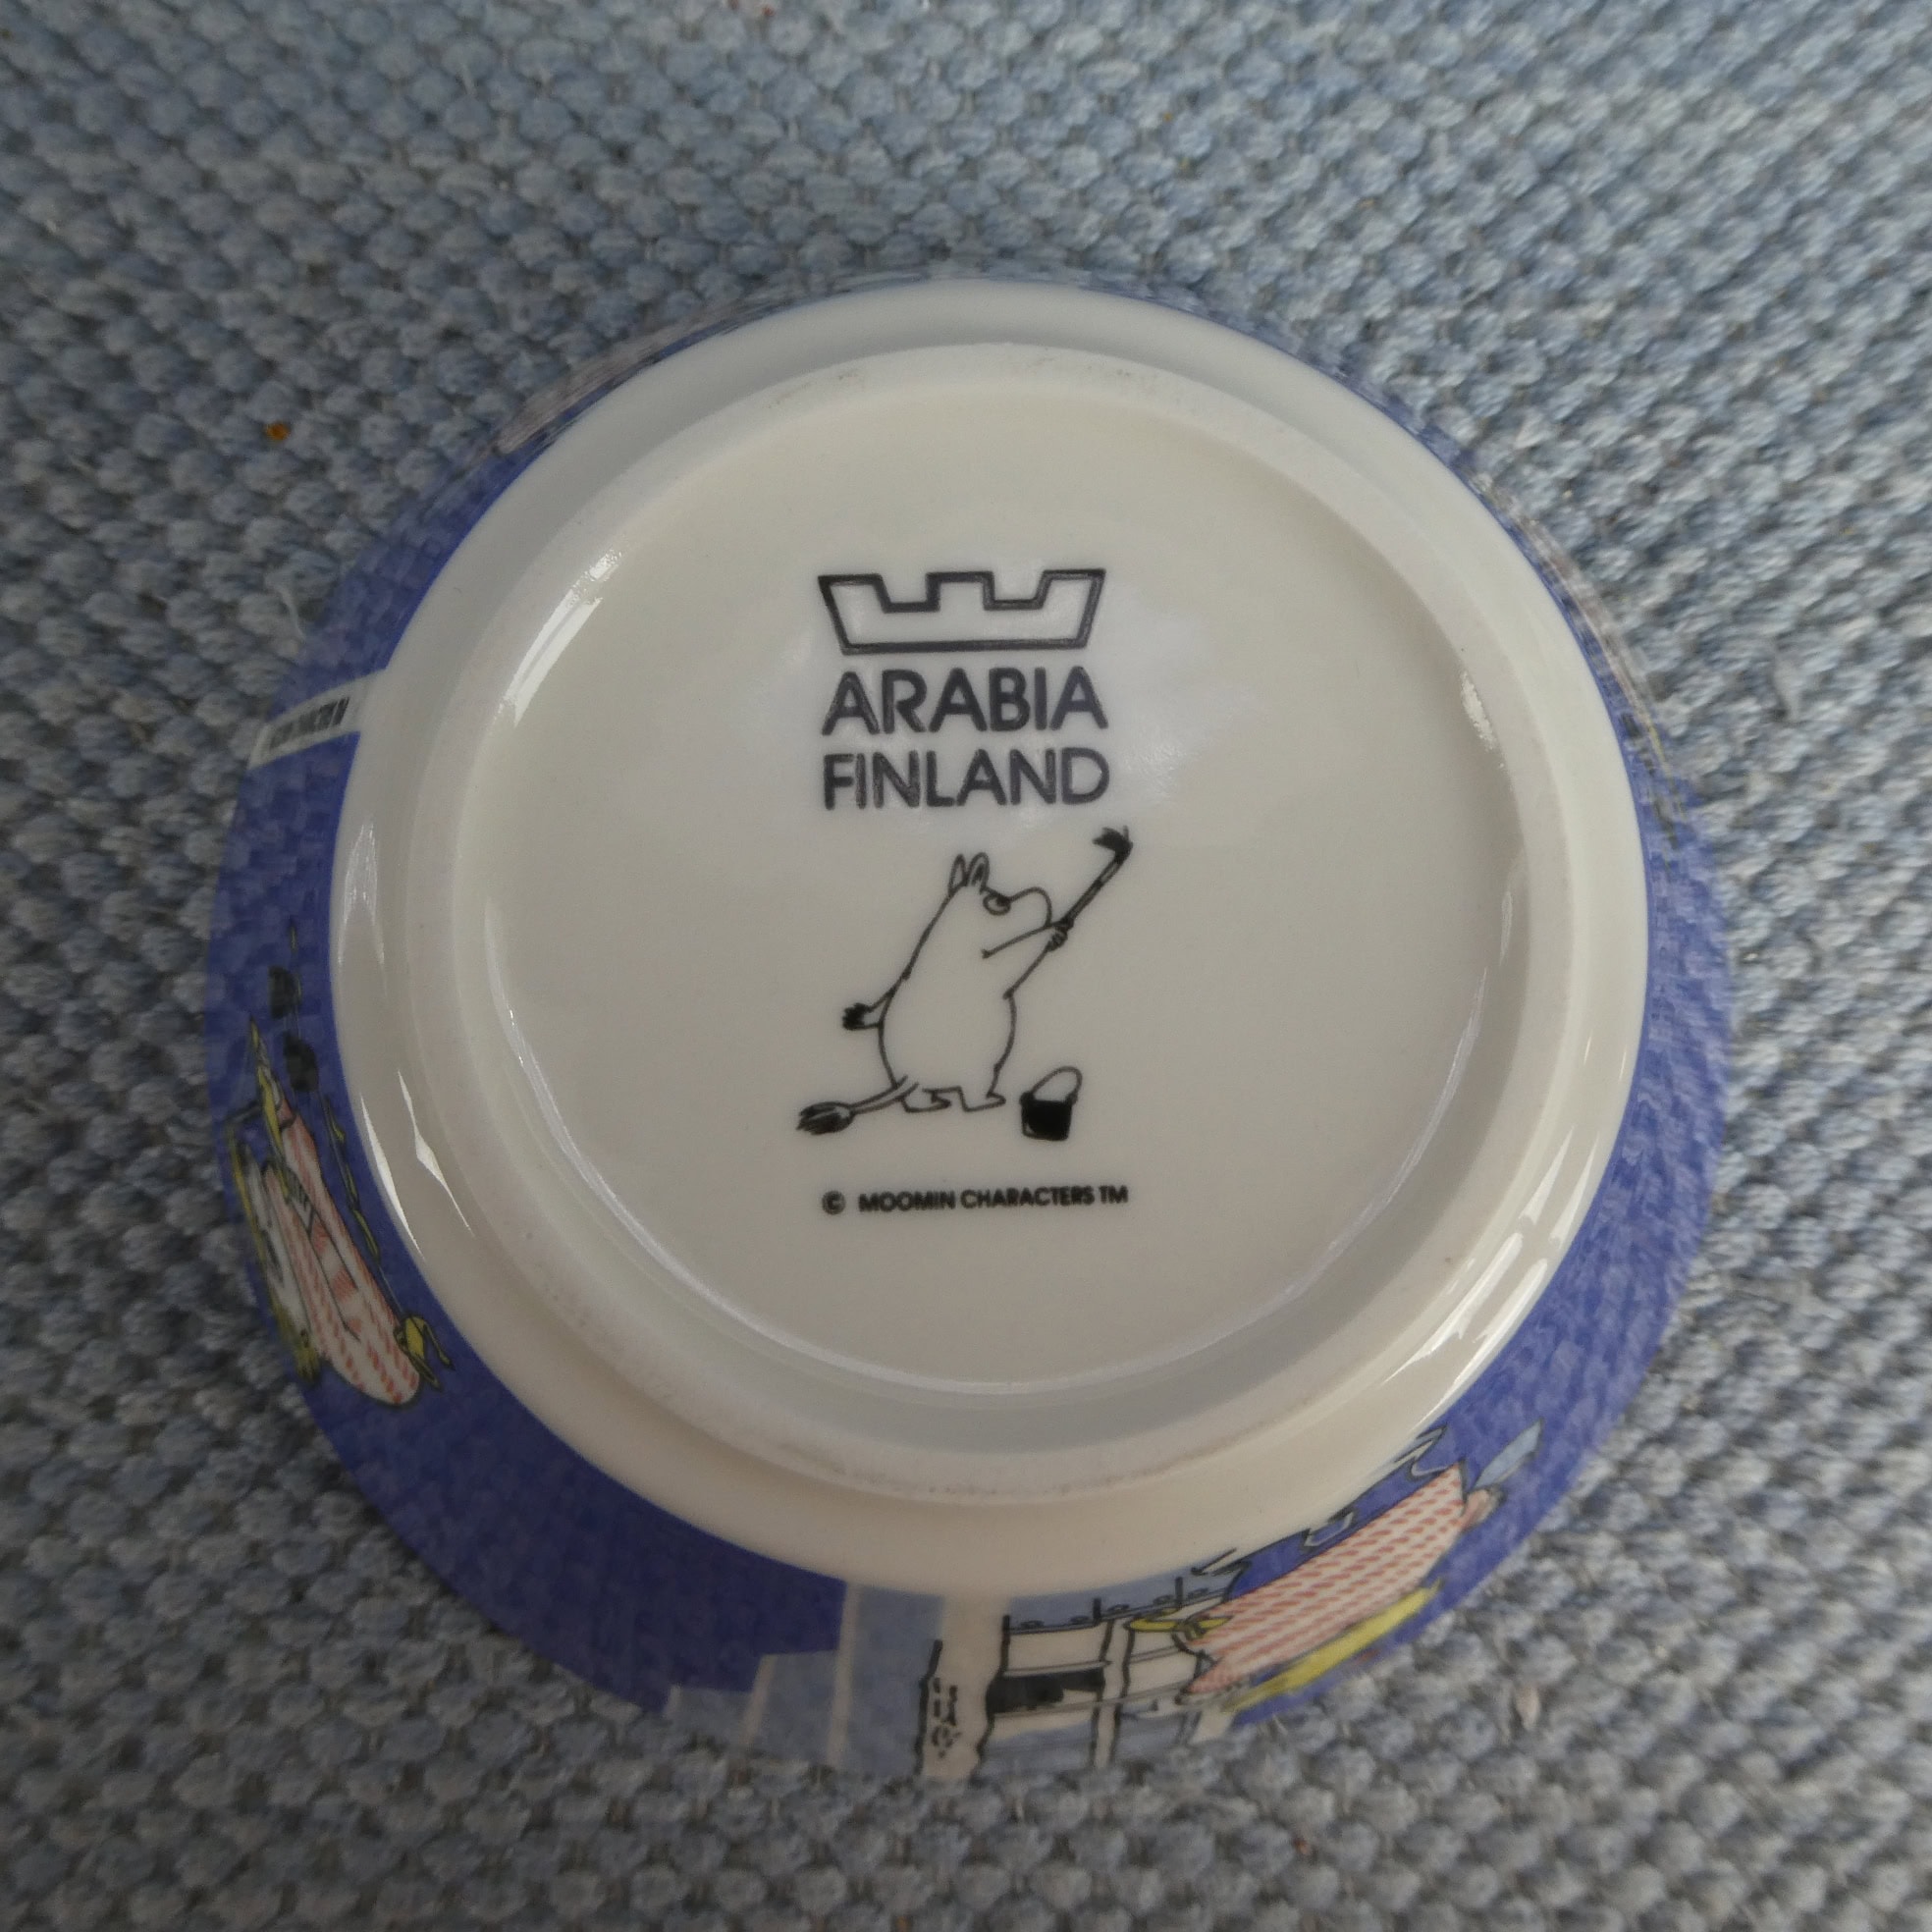 ARABIA
FINLAND
© MOOMIN CHARACTERS TM